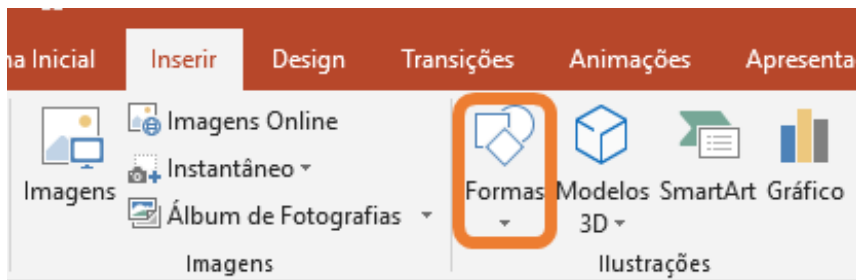 na Inicial Inserir Design Transições Animações Apresenta
Imagens Online
Instantâneo
Álbum de Fotografias
Imagens
Formas
Modelos
3D
SmartArt
Gráfico
Imagens
Ilustrações